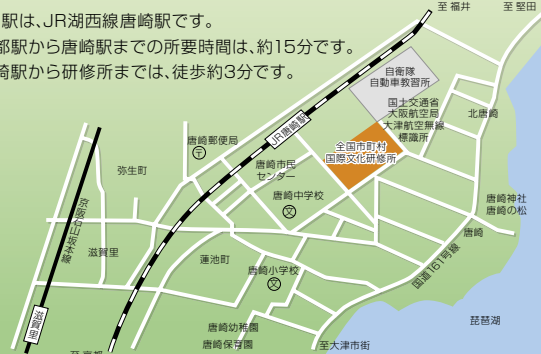 駅は、JR湖西線唐崎駅です。
都駅から唐崎駅までの所要時間は、約15分です。
崎駅から研修所までは、徒歩約3分です。
至 福井
至 堅田
自衛隊
自動車教習所
国土交通省
大阪航空局
大津航空無線
標識所
北唐崎
JR唐崎駅
全国市町村
国際文化研修所
唐崎郵便局
〒
弥生町
唐崎市民
センター
唐崎中学校
文
唐崎神社
唐崎の松
唐崎
京阪石山坂本線
滋賀里
蓮池町
唐崎小学校
文
国道161号線
滋賀里
琵琶湖
唐崎幼稚園
唐崎保育園
至大津市街
至 京都